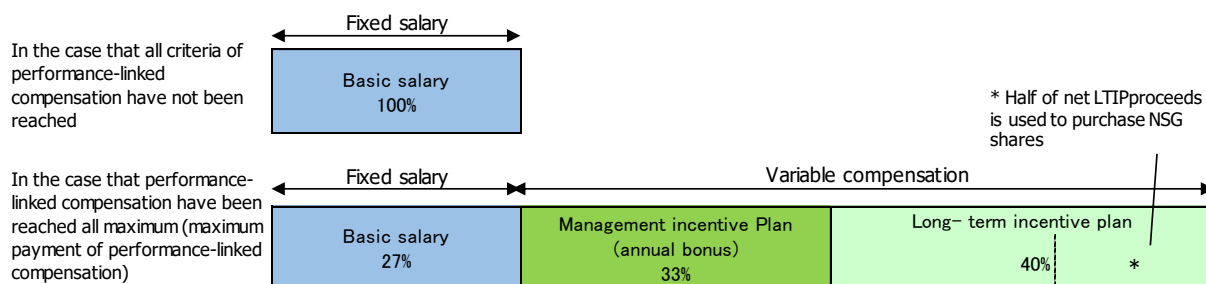 Fixed salary
In the case that all criteria of
performance-linked
compensation have not been
reached
Basic salary
100%
* Half of net LTIPproceeds
is used to purchase NSG
shares
In the case that performance-
linked compensation have been
reached all maximum (maximum
payment of performance-linked
compensation)
Fixed salary
Variable compensation
Basic salary
27%
Management incentive Plan
(annual bonus)
33%
Long- term incentive plan
40%
*